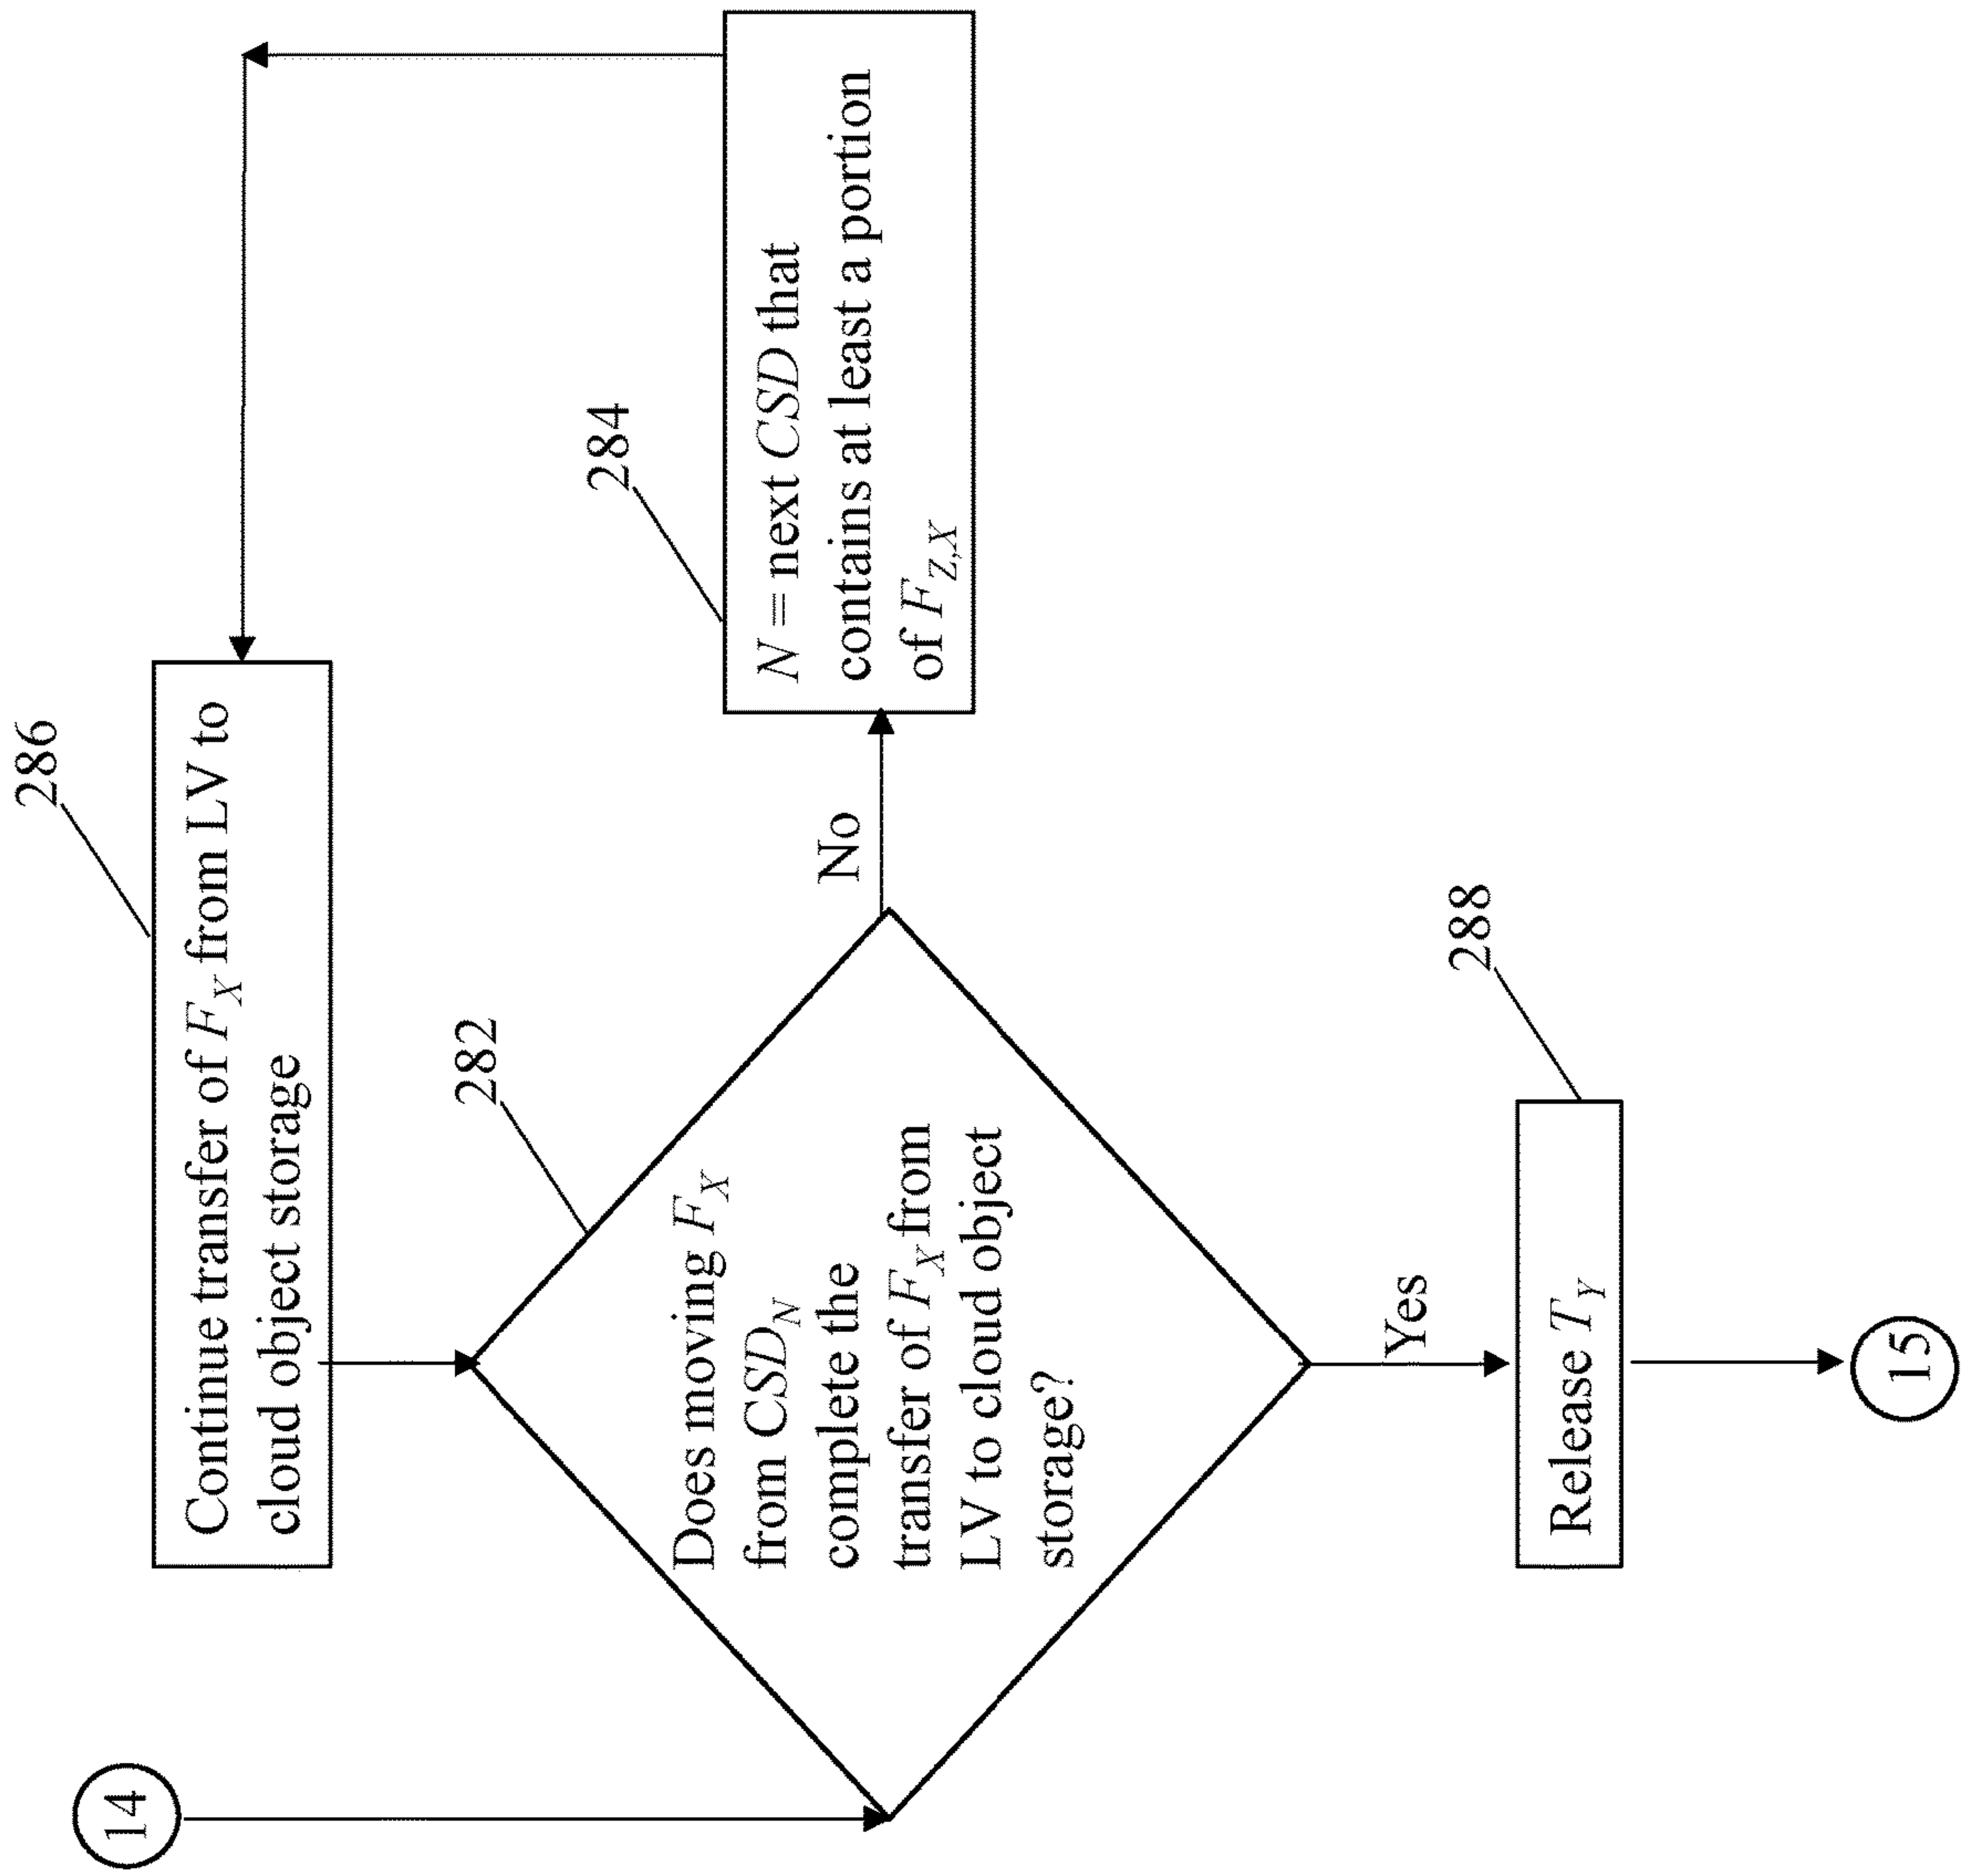 14
286
Continue transfer of F_X from LV to
cloud object storage
282
Does moving F_X
from CSD_N
complete the
transfer of F_X from
LV to cloud object
storage?
No
284
N = next CSD that
contains at least a portion
of F_Z,X
Yes
288
Release T_Y
15